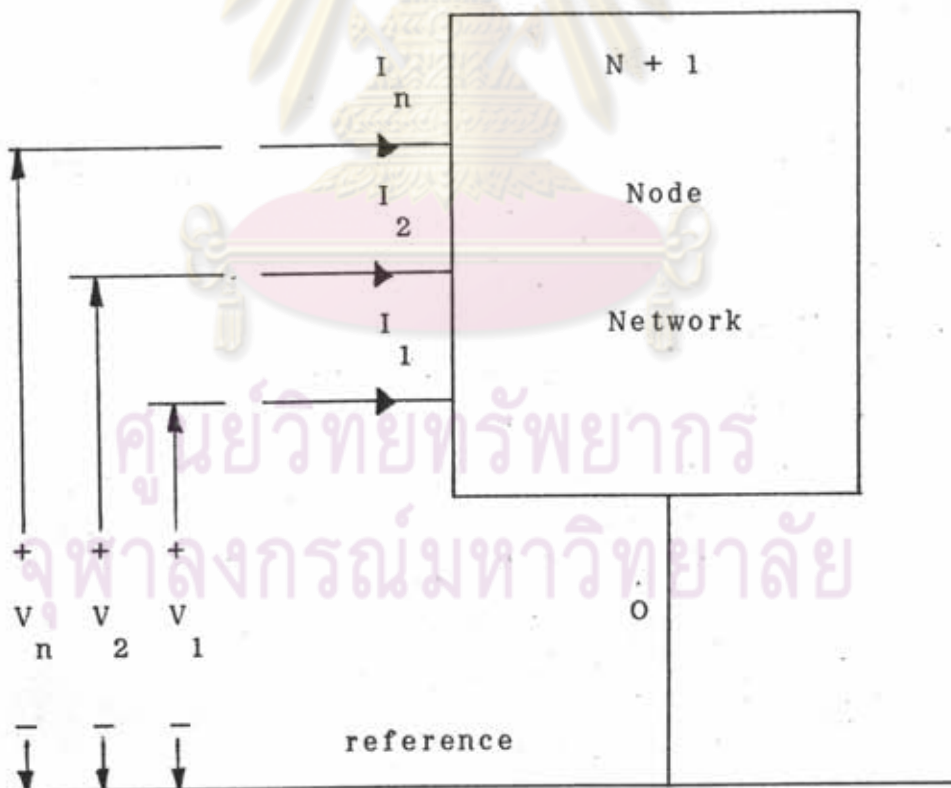 I n
N + 1
I 2
Node
I 1
Network
ศูนย์วิทยทรัพยากร
จุฬาลงกรณ์มหาวิทยาลัย
+ + +
V n V 2 V 1
O
− − −
reference